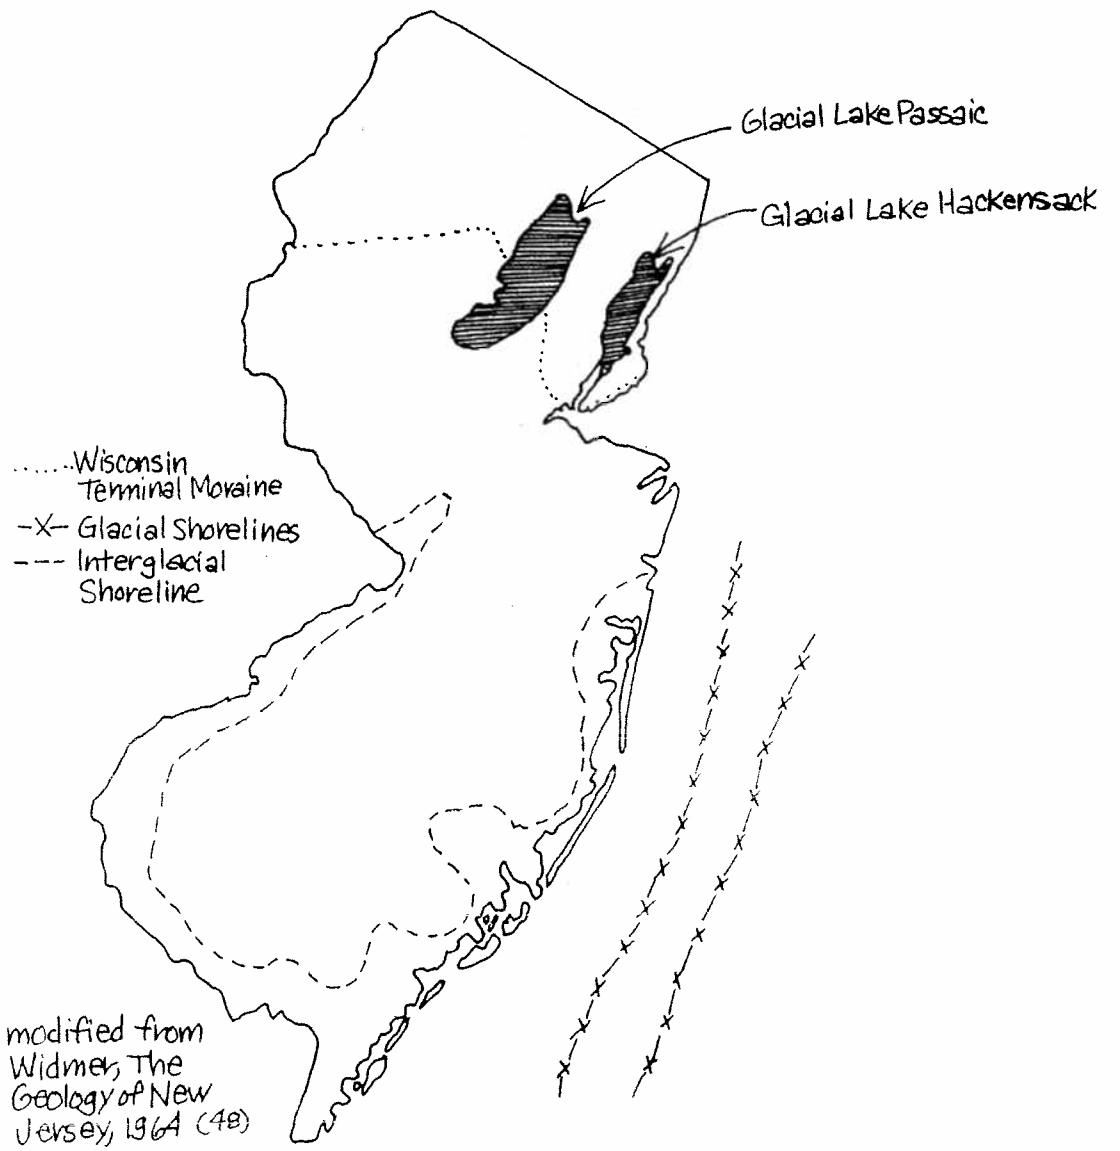 Glacial Lake Passaic
Glacial Lake Hackensack
Wisconsin
Terminal Moraine
Glacial Shorelines
Interglacial
Shoreline
modified from
Widmer, The
Geology of New
Jersey, 1964 (48)